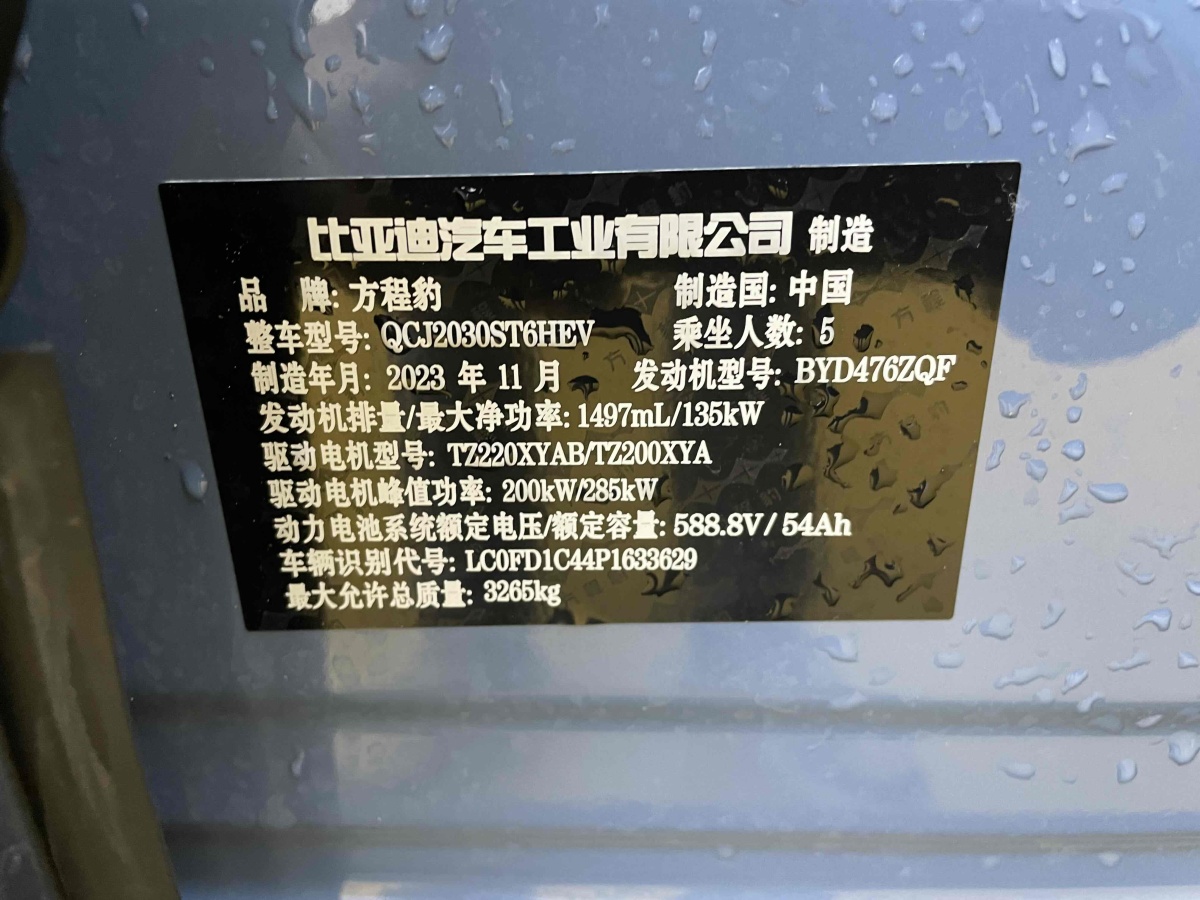 比亚迪汽车工业有限公司 制造
品 牌: 方程豹 制造国: 中国
整车型号: QCJ2030ST6HEV 乘坐人数: 5
制造年月: 2023 年 11 月 发动机型号: BYD476ZQF
发动机排量/最大净功率: 1497mL/135kW
驱动电机型号: TZ220XYAB/TZ200XYA
驱动电机峰值功率: 200kW/285kW
动力电池系统额定电压/额定容量: 588.8V / 54Ah
车辆识别代号: LC0FD1C44P1633629
最大允许总质量: 3265kg